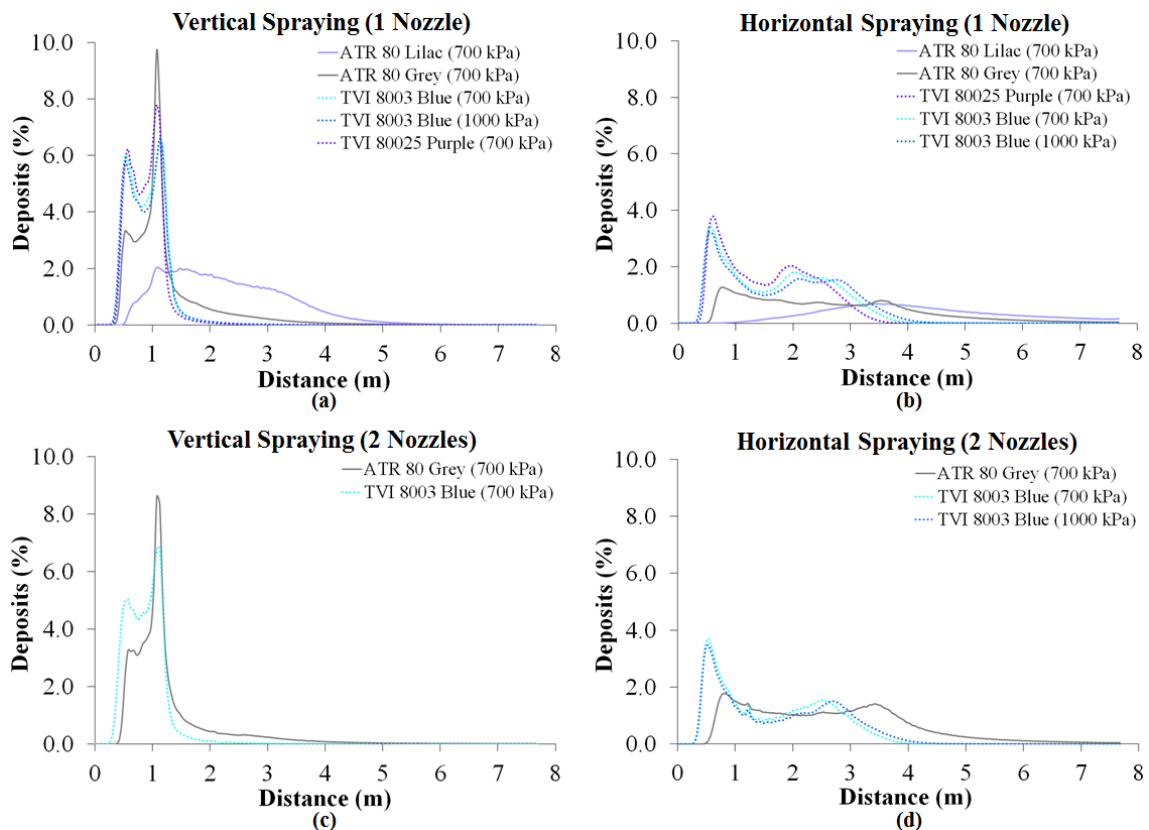 Vertical Spraying (1 Nozzle)
10.0
8.0
6.0
4.0
2.0
0.0
Deposits (%)
ATR 80 Lilac (700 kPa)
ATR 80 Grey (700 kPa)
TVI 8003 Blue (700 kPa)
TVI 8003 Blue (1000 kPa)
TVI 80025 Purple (700 kPa)
0 1 2 3 4 5 6 7 8
Distance (m)
(a)
Horizontal Spraying (1 Nozzle)
10.0
8.0
6.0
4.0
2.0
0.0
Deposits (%)
ATR 80 Lilac (700 kPa)
ATR 80 Grey (700 kPa)
TVI 80025 Purple (700 kPa)
TVI 8003 Blue (700 kPa)
TVI 8003 Blue (1000 kPa)
0 1 2 3 4 5 6 7 8
Distance (m)
(b)
Vertical Spraying (2 Nozzles)
10.0
8.0
6.0
4.0
2.0
0.0
Deposits (%)
ATR 80 Grey (700 kPa)
TVI 8003 Blue (700 kPa)
0 1 2 3 4 5 6 7 8
Distance (m)
(c)
Horizontal Spraying (2 Nozzles)
10.0
8.0
6.0
4.0
2.0
0.0
Deposits (%)
ATR 80 Grey (700 kPa)
TVI 8003 Blue (700 kPa)
TVI 8003 Blue (1000 kPa)
0 1 2 3 4 5 6 7 8
Distance (m)
(d)